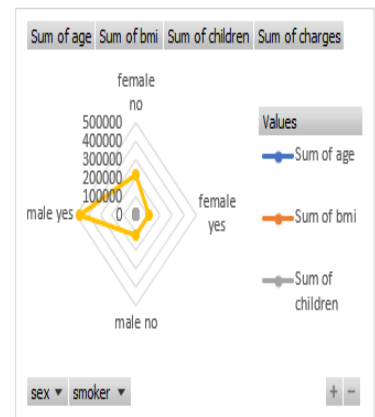 Sum of age Sum of bmi Sum of children Sum of charges
female
no
500000
400000
300000
200000
100000
0
female
yes
male yes
male no
Values
Sum of age
Sum of bmi
Sum of
children
sex smoker
+ -